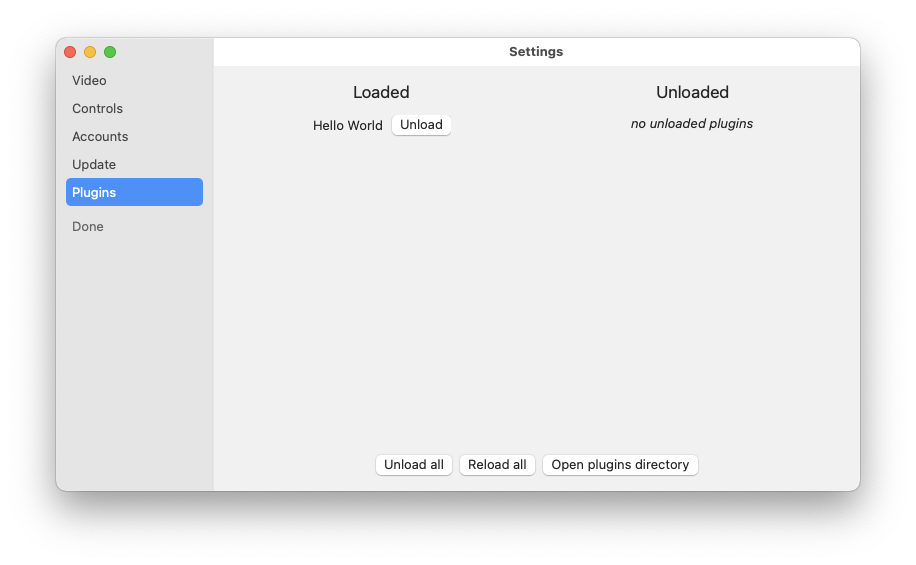 Settings
Video
Controls
Accounts
Update
Plugins
Done
Loaded
Hello World Unload
Unloaded
no unloaded plugins
Unload all Reload all Open plugins directory